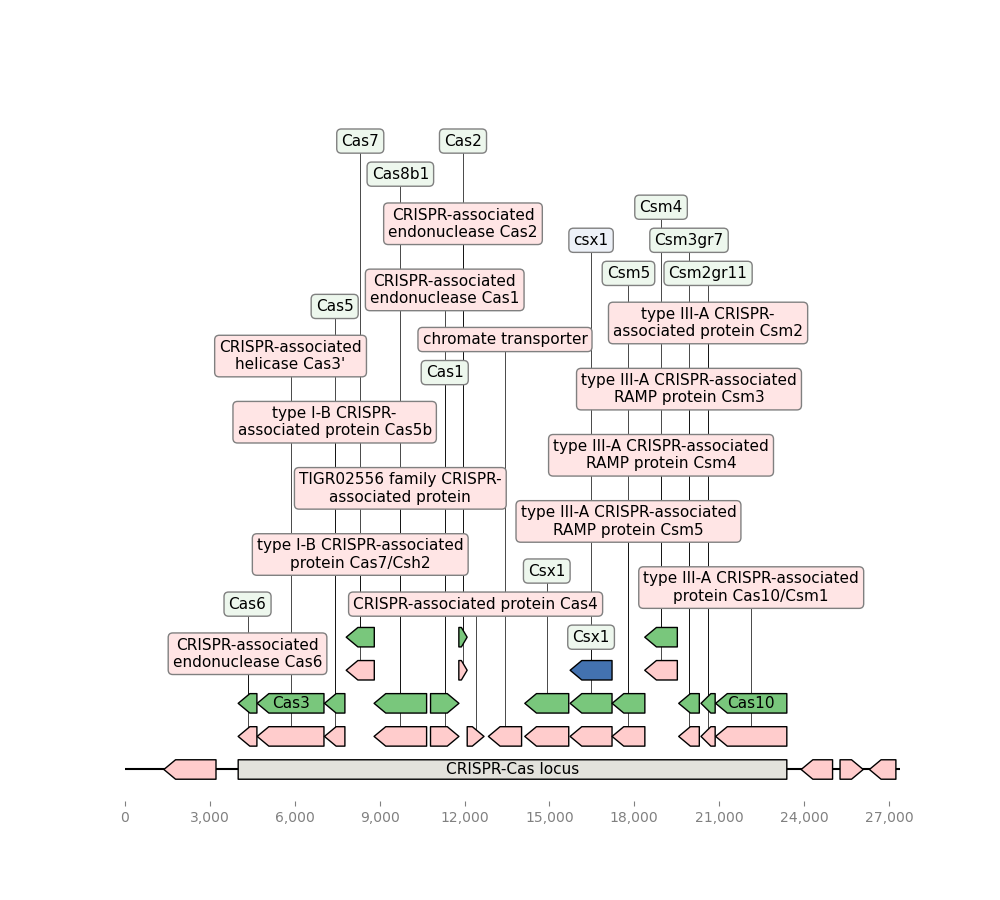 Cas7
Cas2
Cas8b1
CRISPR-associated
endonuclease Cas2
Csm4
csx1
Csm3gr7
Csm5
Csm2gr11
CRISPR-associated
endonuclease Cas1
Cas5
type III-A CRISPR-
associated protein Csm2
chromate transporter
CRISPR-associated
helicase Cas3'
Cas1
type III-A CRISPR-associated
RAMP protein Csm3
type I-B CRISPR-
associated protein Cas5b
type III-A CRISPR-associated
RAMP protein Csm4
TIGR02556 family CRISPR-
associated protein
type III-A CRISPR-associated
RAMP protein Csm5
type I-B CRISPR-associated
protein Cas7/Csh2
Csx1
type III-A CRISPR-associated
protein Cas10/Csm1
Cas6
CRISPR-associated protein Cas4
Csx1
CRISPR-associated
endonuclease Cas6
Cas3
Cas10
CRISPR-Cas locus
0
3,000
6,000
9,000
12,000
15,000
18,000
21,000
24,000
27,000